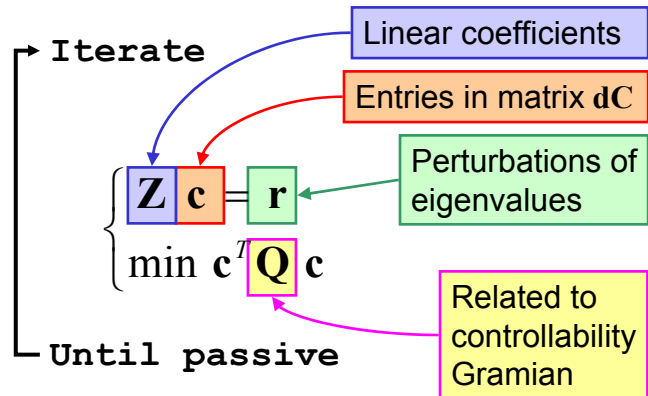 Linear coefficients
Iterate
Entries in matrix dC
Z c = r
Perturbations of
eigenvalues
min c^T Q c
Related to
controllability
Gramian
Until passive